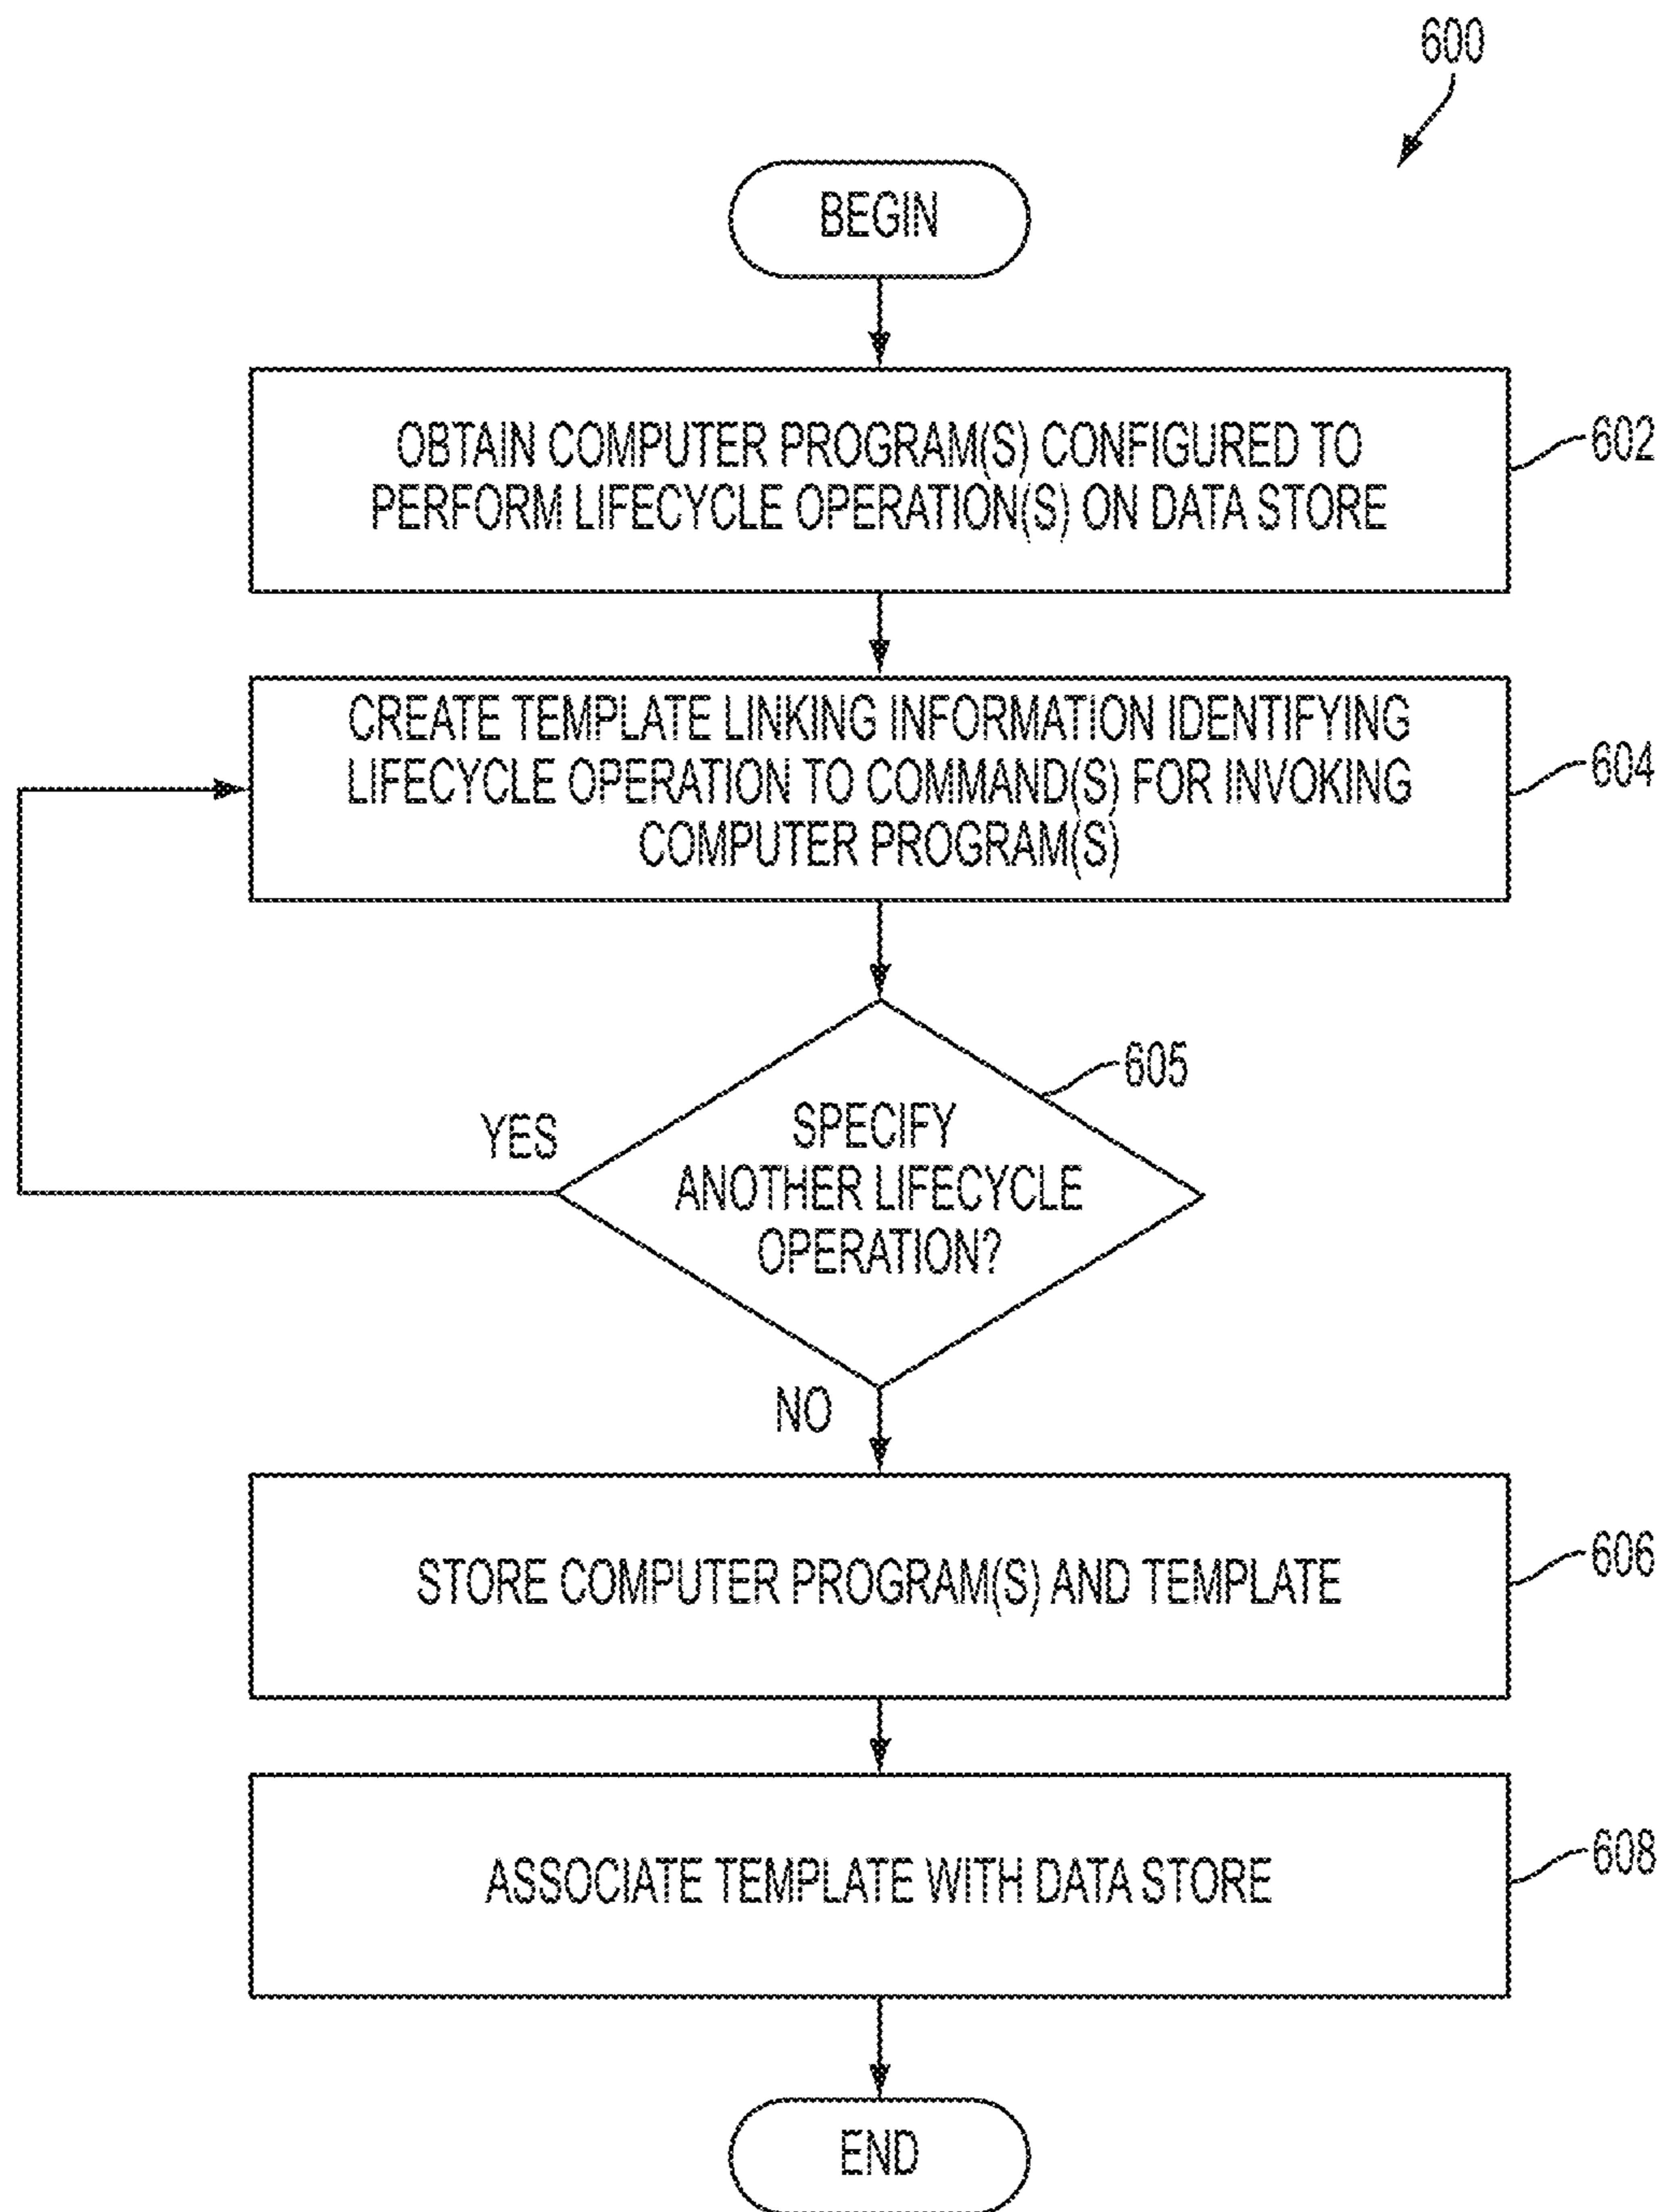 600
BEGIN
OBTAIN COMPUTER PROGRAM(S) CONFIGURED TO
PERFORM LIFECYCLE OPERATION(S) ON DATA STORE
602
CREATE TEMPLATE LINKING INFORMATION IDENTIFYING
LIFECYCLE OPERATION TO COMMAND(S) FOR INVOKING
COMPUTER PROGRAM(S)
604
605
YES
SPECIFY
ANOTHER LIFECYCLE
OPERATION?
NO
STORE COMPUTER PROGRAM(S) AND TEMPLATE
606
ASSOCIATE TEMPLATE WITH DATA STORE
608
END